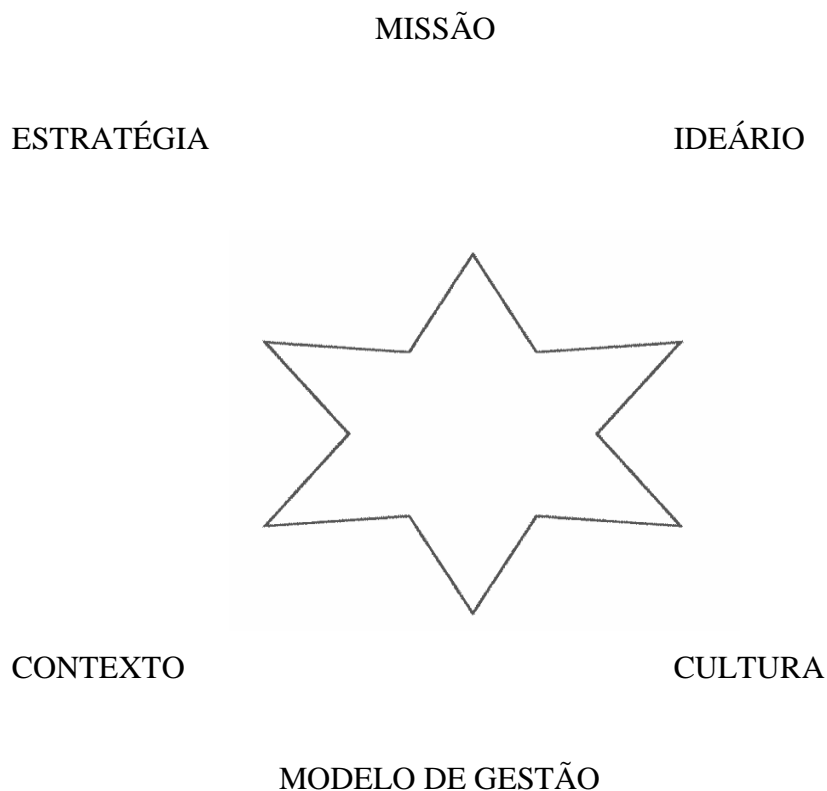 MISSÃO
ESTRATÉGIA IDEÁRIO
CONTEXTO CULTURA
MODELO DE GESTÃO